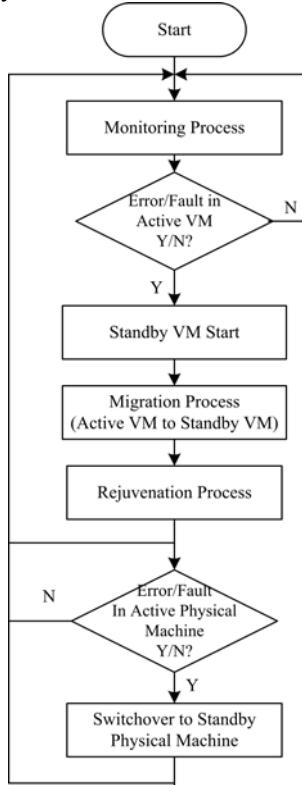 Start
Monitoring Process
Error/Fault in
Active VM
Y/N?
N
Y
Standby VM Start
Migration Process
(Active VM to Standby VM)
Rejuvenation Process
N
Error/Fault
In Active Physical
Machine
Y/N?
Y
Switchover to Standby
Physical Machine